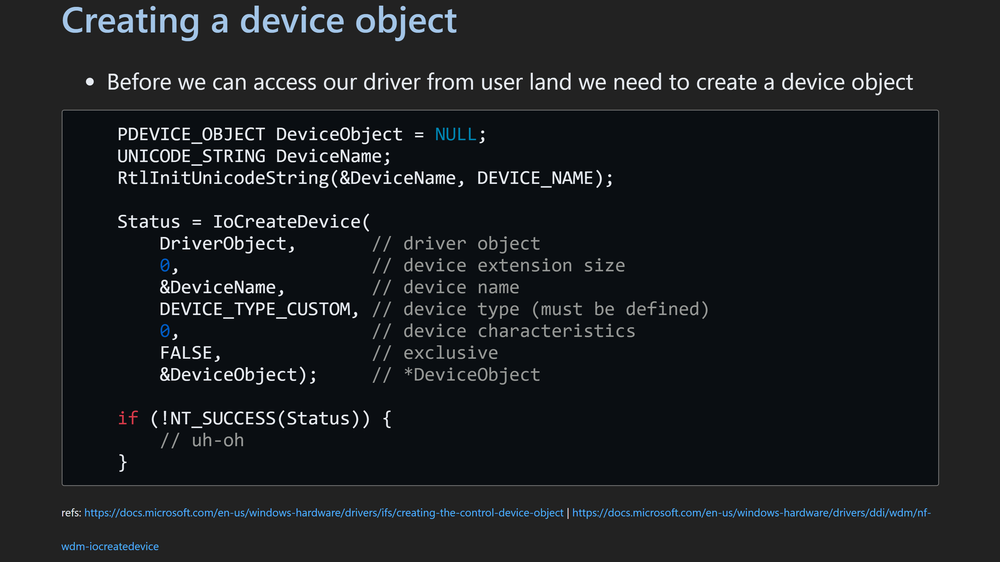 Creating a device object
• Before we can access our driver from user land we need to create a device object
PDEVICE_OBJECT DeviceObject = NULL;
UNICODE_STRING DeviceName;
RtlInitUnicodeString(&DeviceName, DEVICE_NAME);
Status = IoCreateDevice(
DriverObject, // driver object
0, // device extension size
&DeviceName, // device name
DEVICE_TYPE_CUSTOM, // device type (must be defined)
0, // device characteristics
FALSE, // exclusive
&DeviceObject); // *DeviceObject
if (!NT_SUCCESS(Status)) {
// uh-oh
}
refs: https://docs.microsoft.com/en-us/windows-hardware/drivers/ifs/creating-the-control-device-object | https://docs.microsoft.com/en-us/windows-hardware/drivers/ddi/wdm/nf-
wdm-iocreatedevice